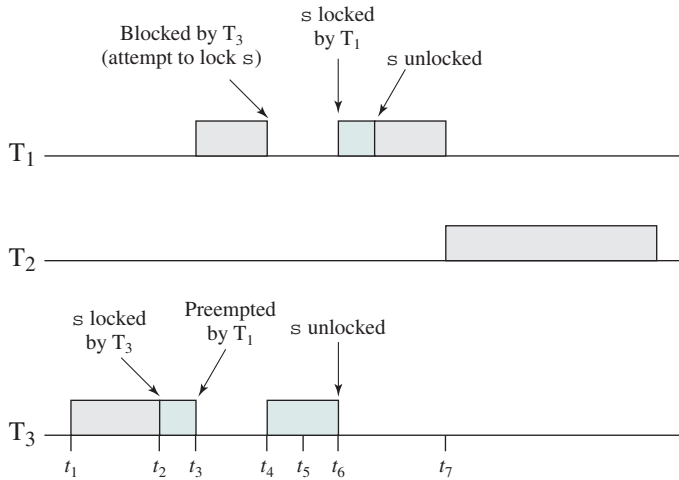 Blocked by T3
(attempt to lock s)
s locked
by T1
s unlocked
T1
T2
s locked
by T3
Preempted
by T1
s unlocked
T3
t1
t2
t3
t4
t5
t6
t7